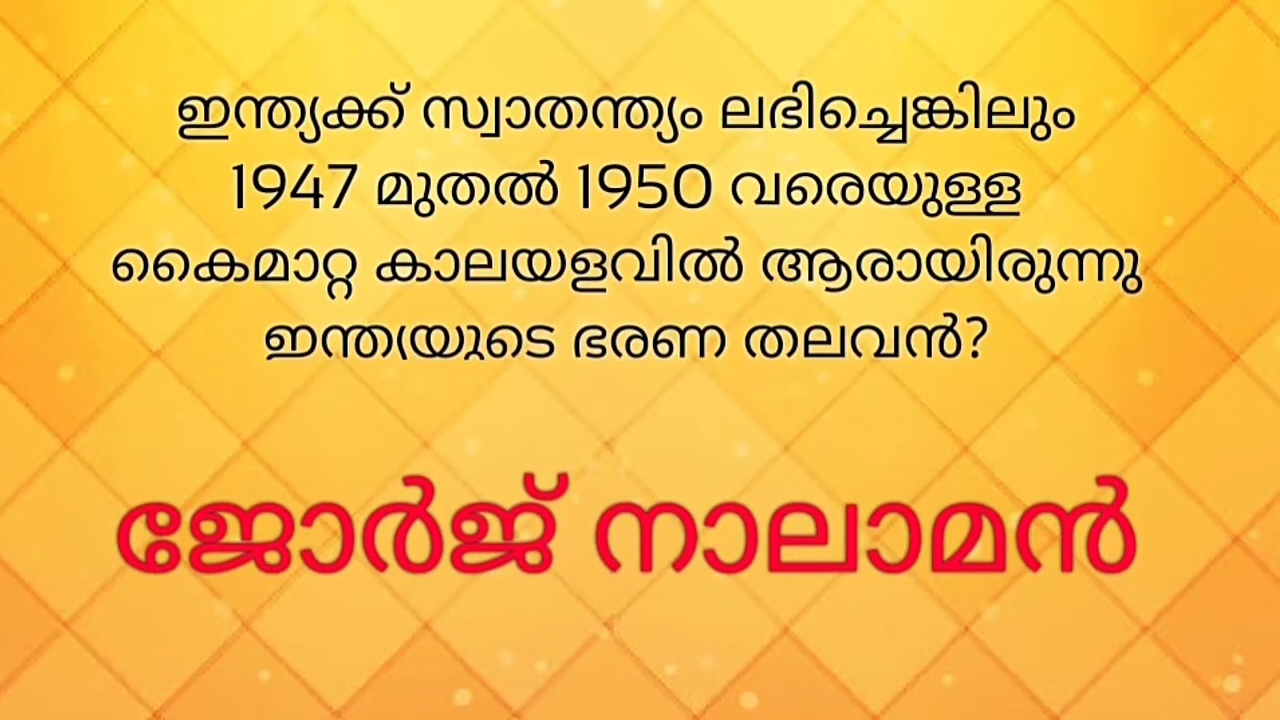 ഇന്ത്യക്ക് സ്വാതന്ത്യം ലഭിച്ചെങ്കിലും
1947 മുതൽ 1950 വരെയുള്ള
കൈമാറ്റ കാലയളവിൽ ആരായിരുന്നു
ഇന്ത്യയുടെ ഭരണ തലവൻ?
ജോർജ് നാലാമൻ